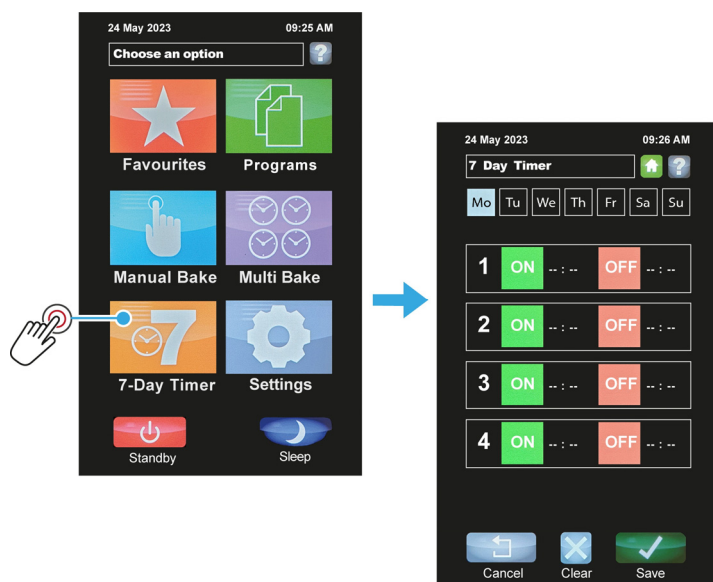 24 May 2023 09:25 AM
Choose an option ?
Favourites Programs
Manual Bake Multi Bake
7
7-Day Timer Settings
Standby Sleep
24 May 2023 09:26 AM
7 Day Timer ?
Mo Tu We Th Fr Sa Su
1 ON -- : -- OFF -- : --
2 ON -- : -- OFF -- : --
3 ON -- : -- OFF -- : --
4 ON -- : -- OFF -- : --
Cancel Clear Save